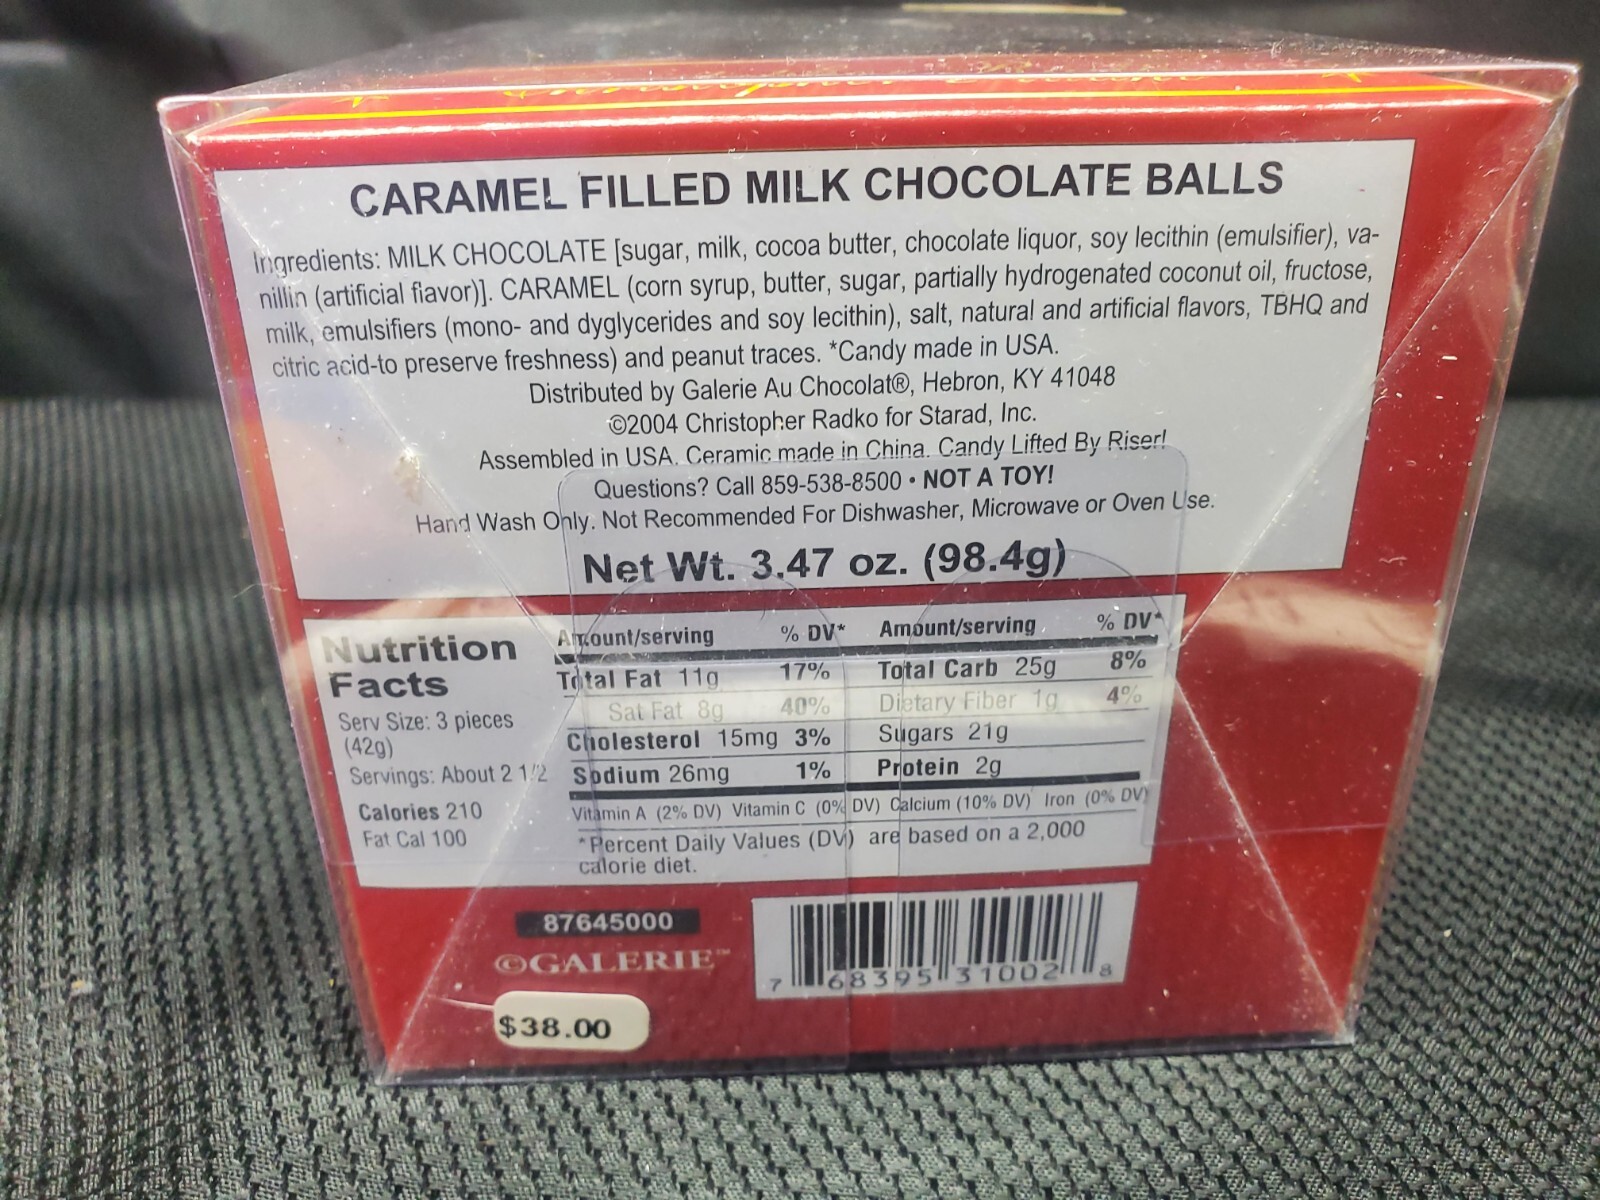 CARAMEL FILLED MILK CHOCOLATE BALLS
Ingredients: MILK CHOCOLATE [sugar, milk, cocoa butter, chocolate liquor, soy lecithin (emulsifier), va-
nillin (artificial flavor)]. CARAMEL (corn syrup, butter, sugar, partially hydrogenated coconut oil, fructose,
milk, emulsifiers (mono- and dyglycerides and soy lecithin), salt, natural and artificial flavors, TBHQ and
citric acid-to preserve freshness) and peanut traces. *Candy made in USA.
Distributed by Galerie Au Chocolat®, Hebron, KY 41048
©2004 Christopher Radko for Starad, Inc.
Assembled in USA. Ceramic made in China. Candy Lifted By Riser!
Questions? Call 859-538-8500 • NOT A TOY!
Hand Wash Only. Not Recommended For Dishwasher, Microwave or Oven Use.
Net Wt. 3.47 oz. (98.4g)
Nutrition
Facts
Serv Size: 3 pieces
(42g)
Servings: About 2 1/2
Calories 210
Fat Cal 100
Amount/serving % DV* Amount/serving % DV*
Total Fat 11g 17% Total Carb 25g 8%
Sat Fat 8g 40% Dietary Fiber 1g 4%
Cholesterol 15mg 3% Sugars 21g
Sodium 26mg 1% Protein 2g
Vitamin A (2% DV) Vitamin C (0% DV) Calcium (10% DV) Iron (0% DV)
*Percent Daily Values (DV) are based on a 2,000
calorie diet.
87645000
©GALERIE™
7 68395 31002 8
$38.00